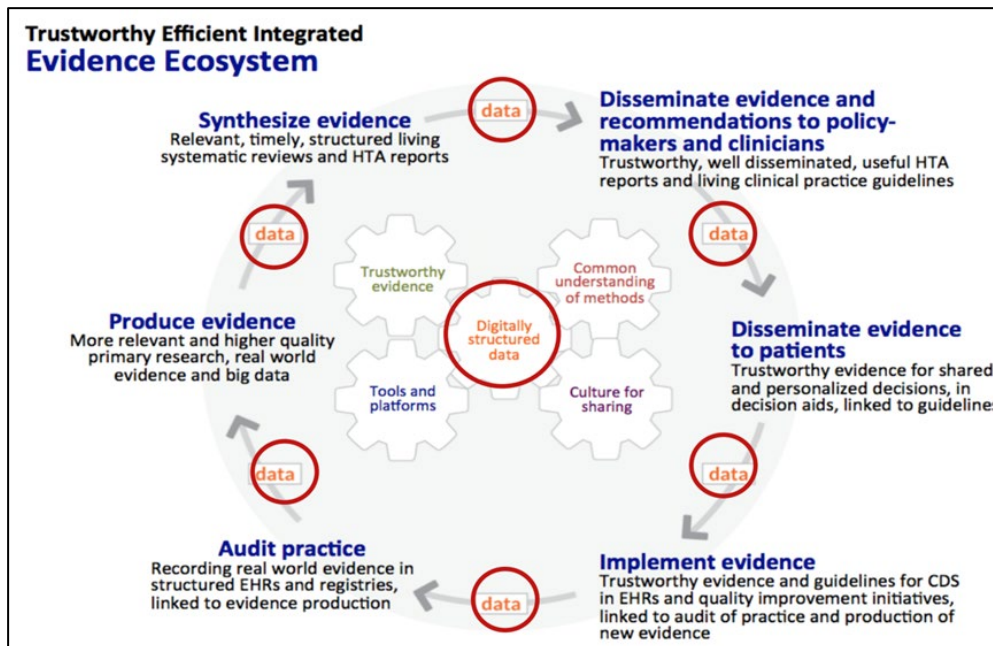 Trustworthy Efficient Integrated
Evidence Ecosystem
data
Synthesize evidence
Relevant, timely, structured living
systematic reviews and HTA reports
Disseminate evidence and
recommendations to policy-
makers and clinicians
Trustworthy, well disseminated, useful HTA
reports and living clinical practice guidelines
data
data
Trustworthy
evidence
Common
understanding
of methods
Digitally
structured
data
Tools and
platforms
Culture for
sharing
Produce evidence
More relevant and higher quality
primary research, real world
evidence and big data
Disseminate evidence
to patients
Trustworthy evidence for shared
and personalized decisions, in
decision aids, linked to guidelines
data
data
Audit practice
Recording real world evidence in
structured EHRs and registries,
linked to evidence production
data
Implement evidence
Trustworthy evidence and guidelines for CDS
in EHRs and quality improvement initiatives,
linked to audit of practice and production of
new evidence